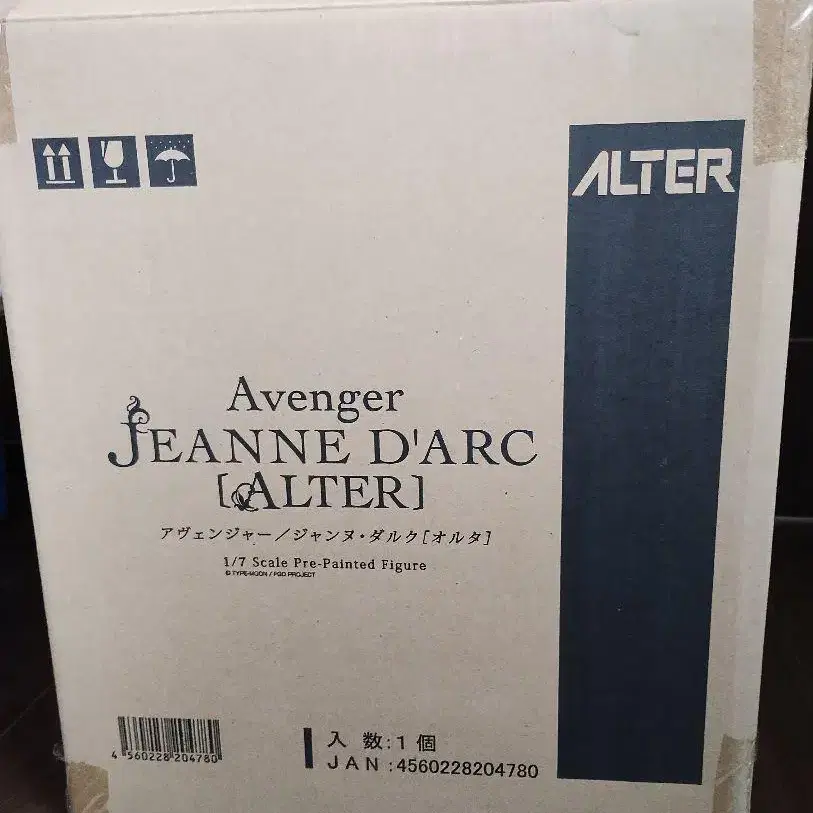 ALTER
Avenger
JEANNE D'ARC
[ALTER]
アヴェンジャー／ジャンヌ・ダルク[オルタ]
1/7 Scale Pre-Painted Figure
© TYPE-MOON / FGO PROJECT
4 560228 204780
入 数:1 個
JAN:4560228204780